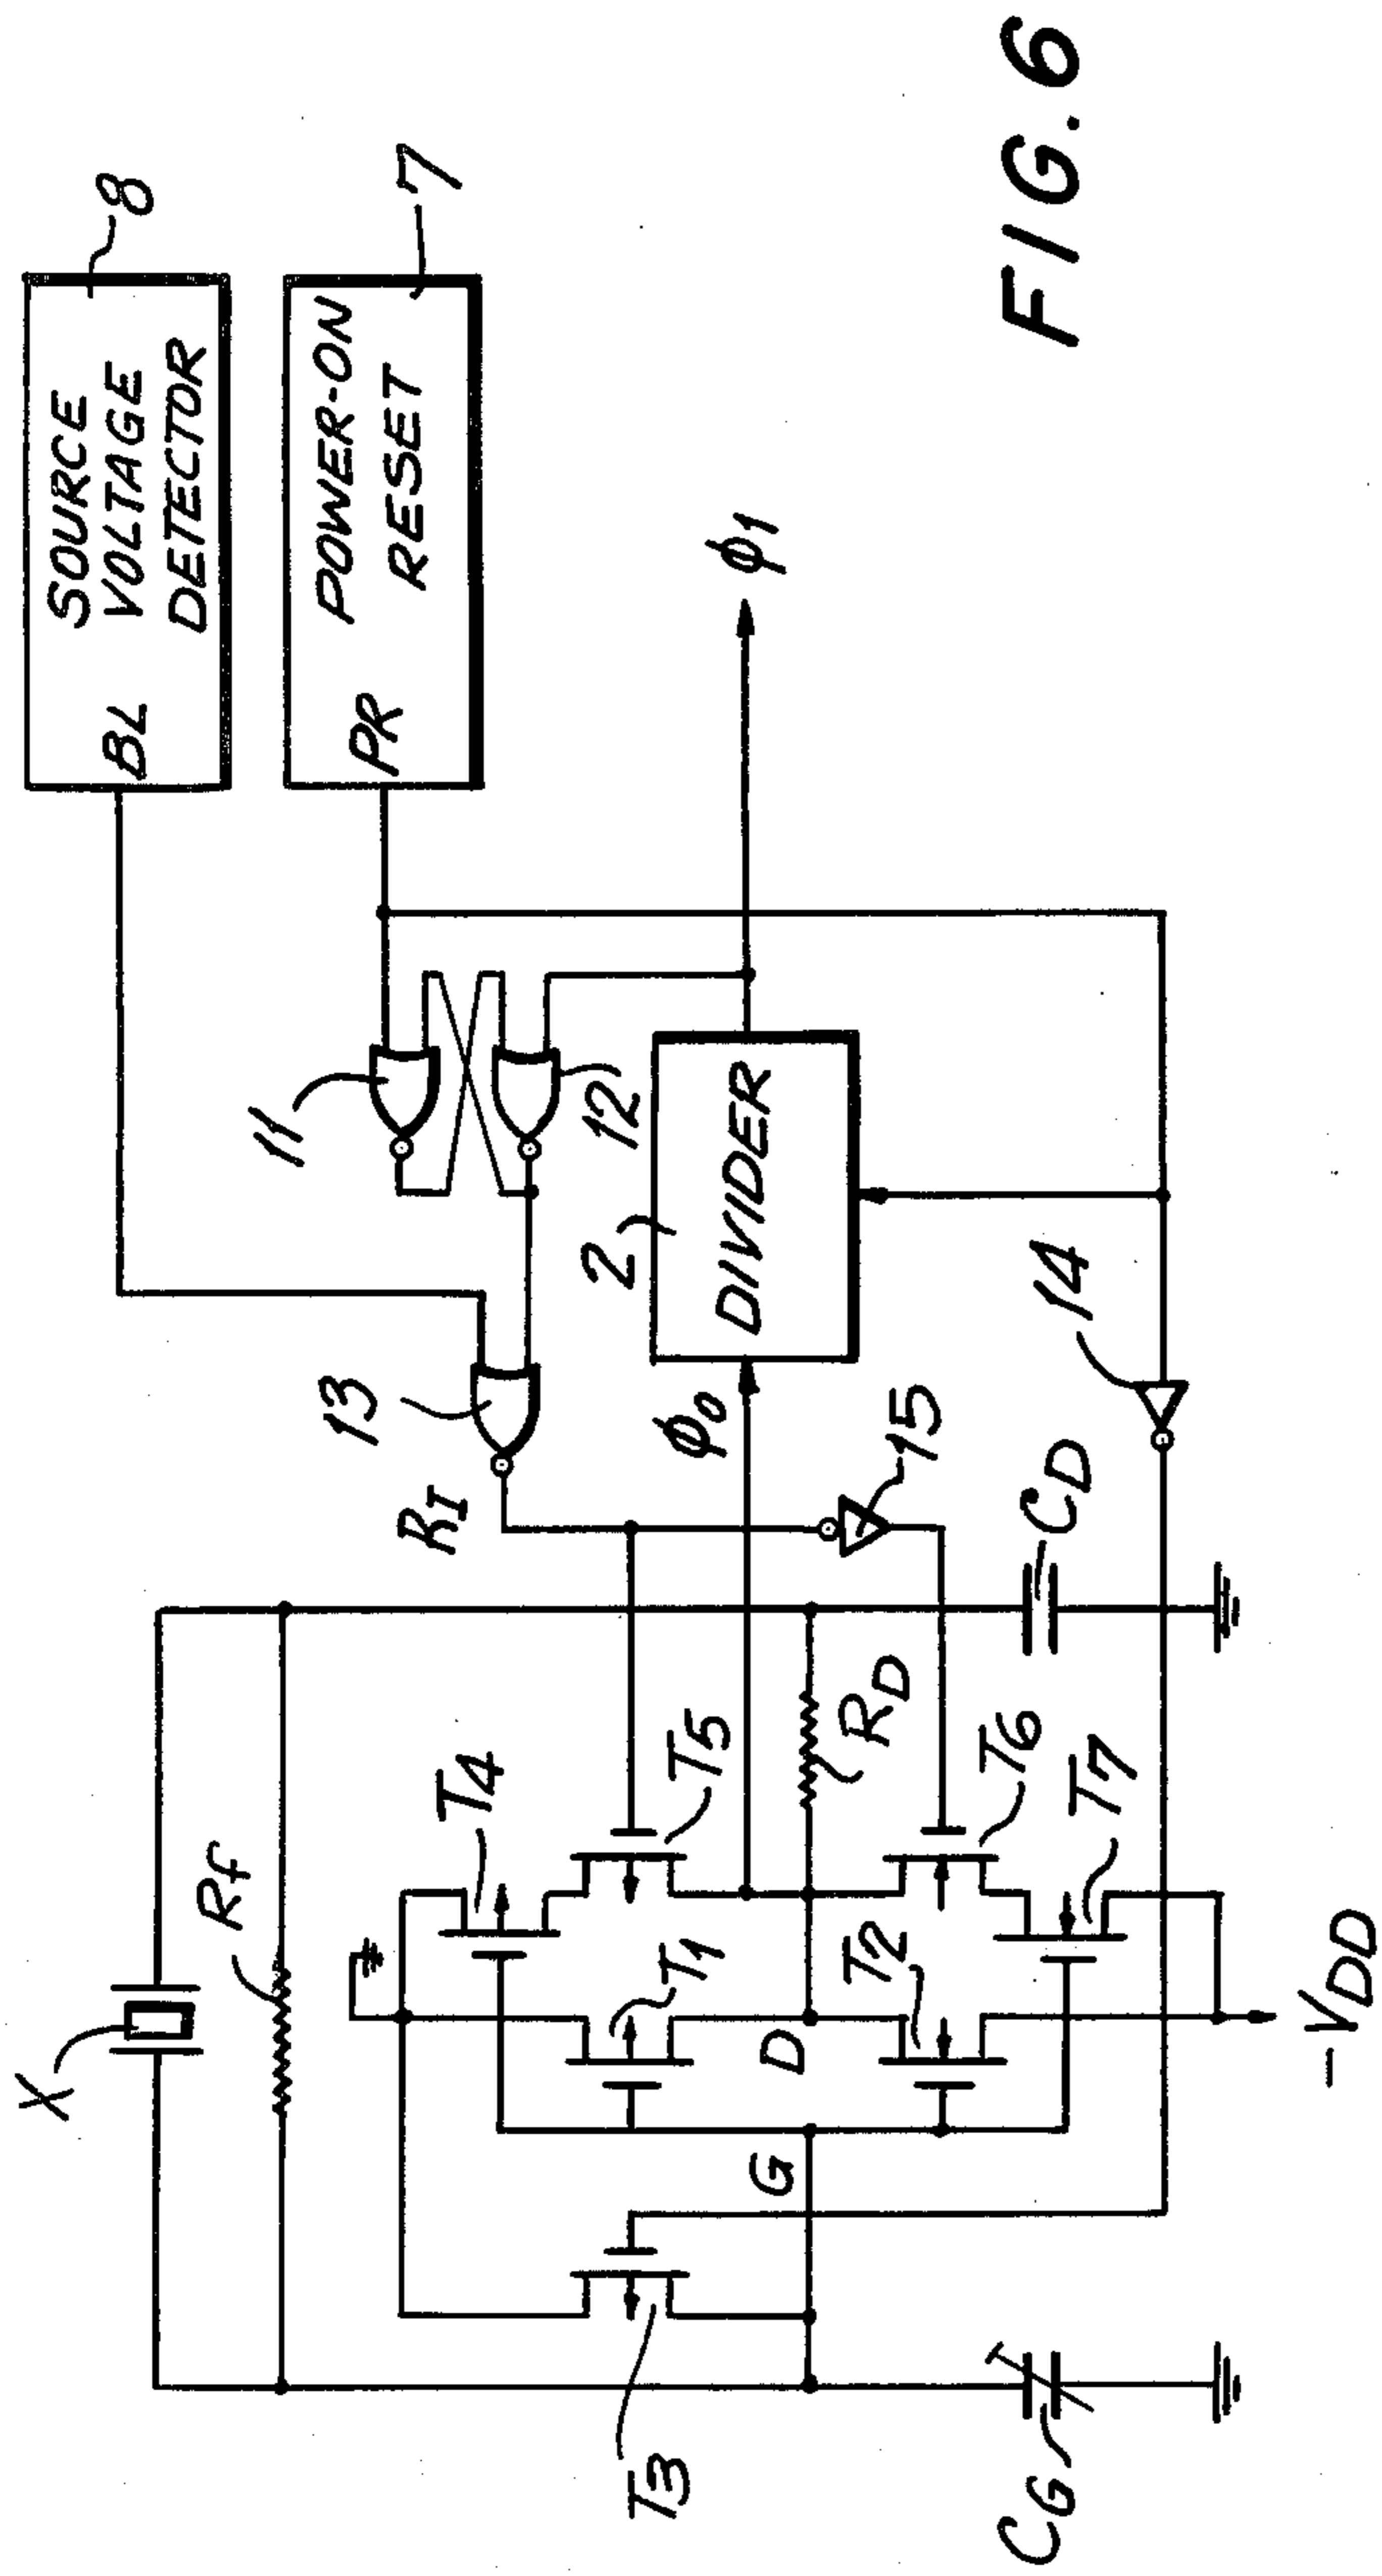 X
Rf
SOURCE
VOLTAGE
DETECTOR
BL
8
POWER-ON
RESET
PR
7
11
12
13
RI
T4
T5
T1
T3
G
D
T2
T6
T7
RD
φ0
2
DIVIDER
φ1
15
14
CD
CG
-VDD
FIG. 6